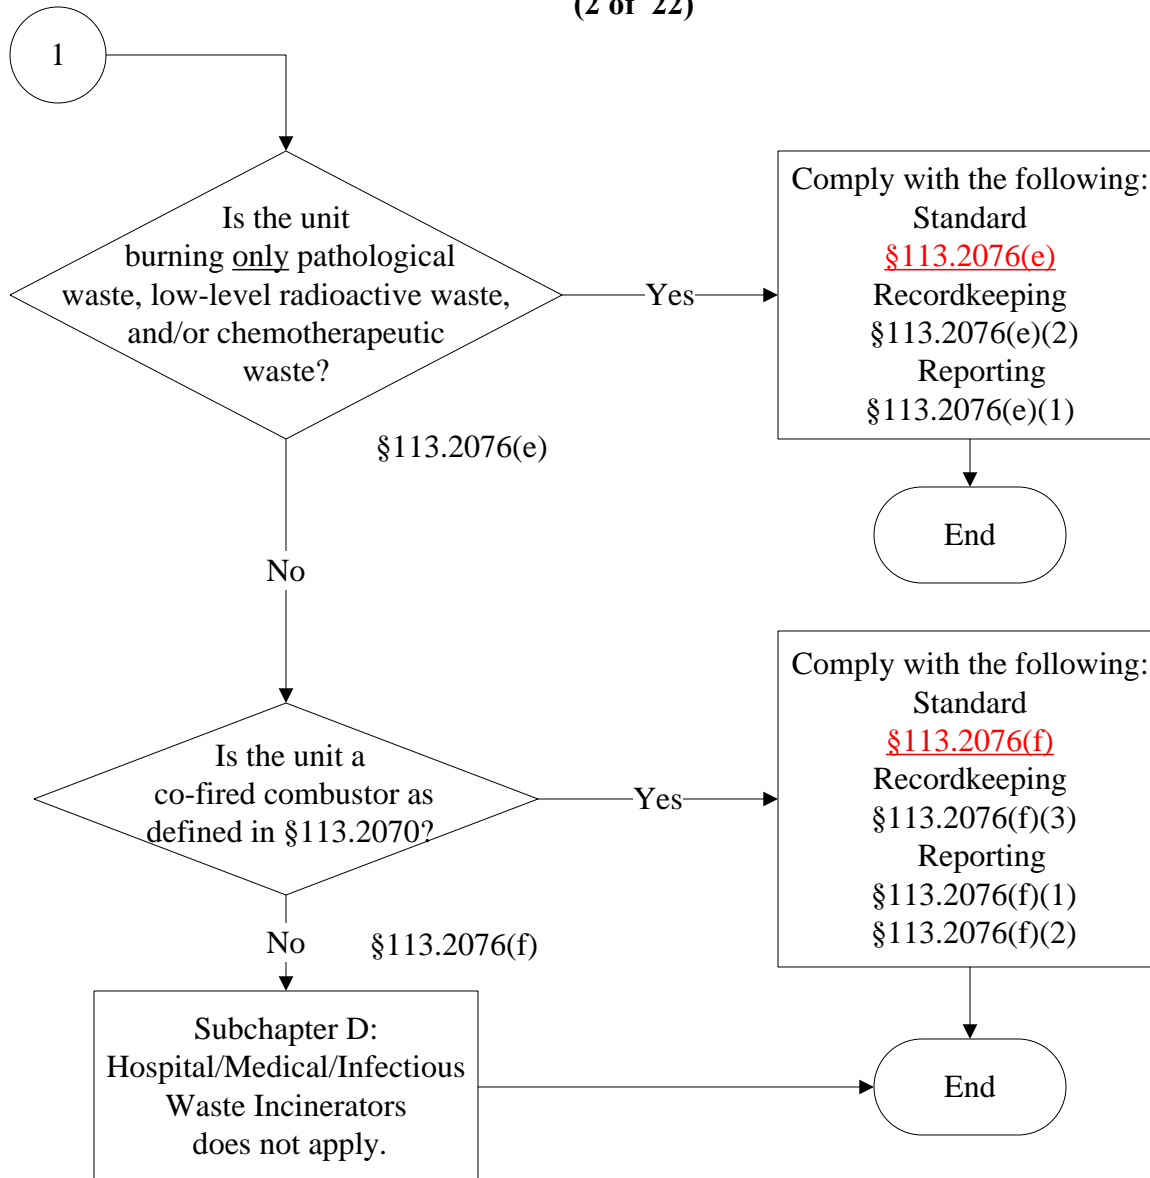 (2 of 22)
1
Is the unit
burning only pathological
waste, low-level radioactive waste,
and/or chemotherapeutic
waste?
Yes
Comply with the following:
Standard
§113.2076(e)
Recordkeeping
§113.2076(e)(2)
Reporting
§113.2076(e)(1)
§113.2076(e)
End
No
Is the unit a
co-fired combustor as
defined in §113.2070?
Yes
Comply with the following:
Standard
§113.2076(f)
Recordkeeping
§113.2076(f)(3)
Reporting
§113.2076(f)(1)
§113.2076(f)(2)
No
§113.2076(f)
Subchapter D:
Hospital/Medical/Infectious
Waste Incinerators
does not apply.
End